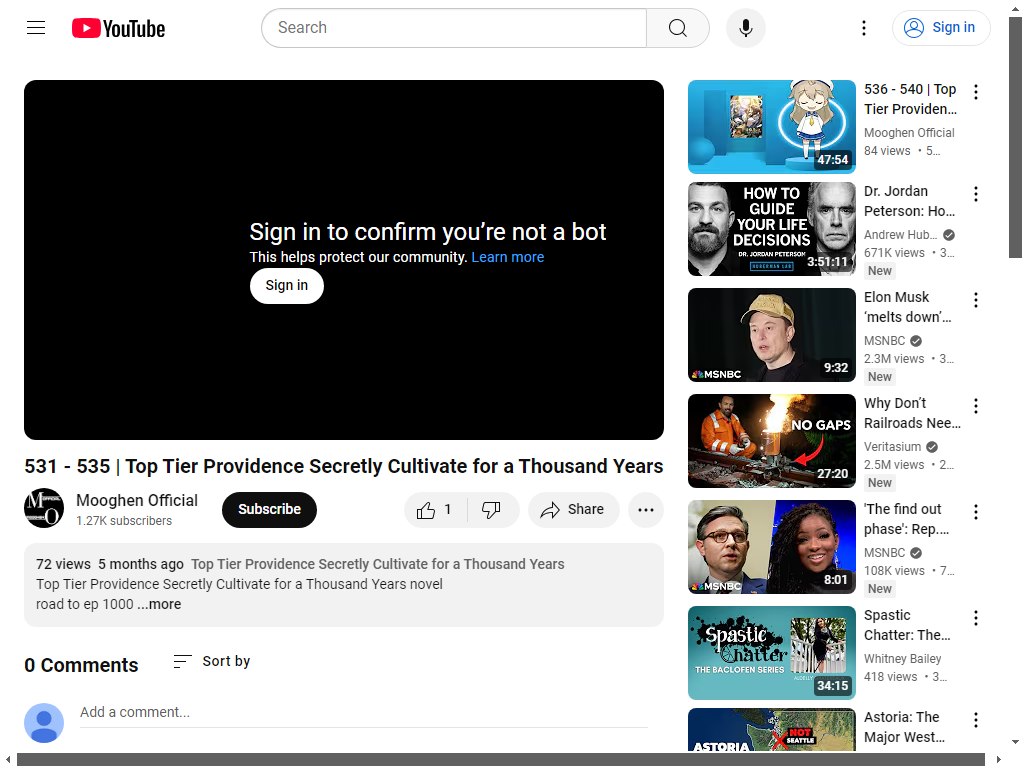 YouTube
Search
Sign in
Sign in to confirm you're not a bot
This helps protect our community. Learn more
Sign in
531 - 535 | Top Tier Providence Secretly Cultivate for a Thousand Years
Mooghen Official
1.27K subscribers
Subscribe
1
Share
72 views 5 months ago Top Tier Providence Secretly Cultivate for a Thousand Years
Top Tier Providence Secretly Cultivate for a Thousand Years novel
road to ep 1000 ...more
0 Comments
Sort by
Add a comment...
47:54
536 - 540 | Top
Tier Providen...
Mooghen Official
84 views • 5...
HOW TO
GUIDE
YOUR LIFE
DECISIONS
DR. JORDAN PETERSON
HUBERMAN LAB
3:51:11
Dr. Jordan
Peterson: Ho...
Andrew Hub...
671K views • 3...
New
MSNBC
9:32
Elon Musk
‘melts down’...
MSNBC
2.3M views • 3...
New
NO GAPS
27:20
Why Don’t
Railroads Nee...
Veritasium
2.5M views • 2...
New
MSNBC
8:01
'The find out
phase': Rep....
MSNBC
108K views • 7...
New
Spastic
Chatter
THE BACLOFEN SERIES
34:15
Spastic
Chatter: The...
Whitney Bailey
418 views • 3...
ASTORIA
NOT
SEATTLE
Astoria: The
Major West...